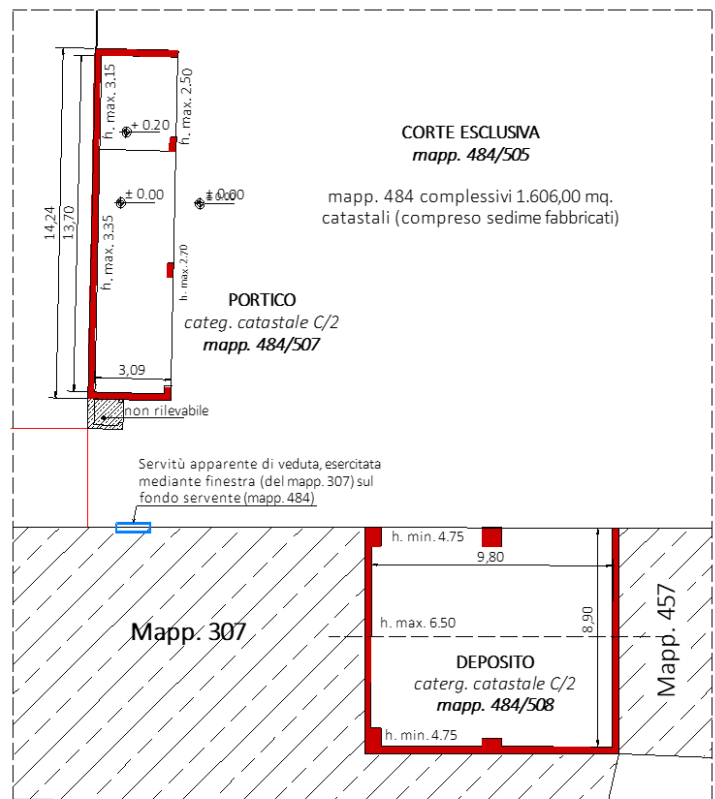 h. max. 3.15
h. max. 2.50
+ 0.20
CORTE ESCLUSIVA
mapp. 484/505
mapp. 484 complessivi 1.606,00 mq.
catastali (compreso sedime fabbricati)
± 0.00
± 0.00
14,24
13,70
h. max. 3.35
h. max. 2.70
PORTICO
categ. catastale C/2
mapp. 484/507
3,09
non rilevabile
Servitù apparente di veduta, esercitata
mediante finestra (del mapp. 307) sul
fondo servente (mapp. 484)
h. min. 4.75
9,80
8,90
h. max. 6.50
Mapp. 307
Mapp. 457
DEPOSITO
caterg. catastale C/2
mapp. 484/508
h. min. 4.75